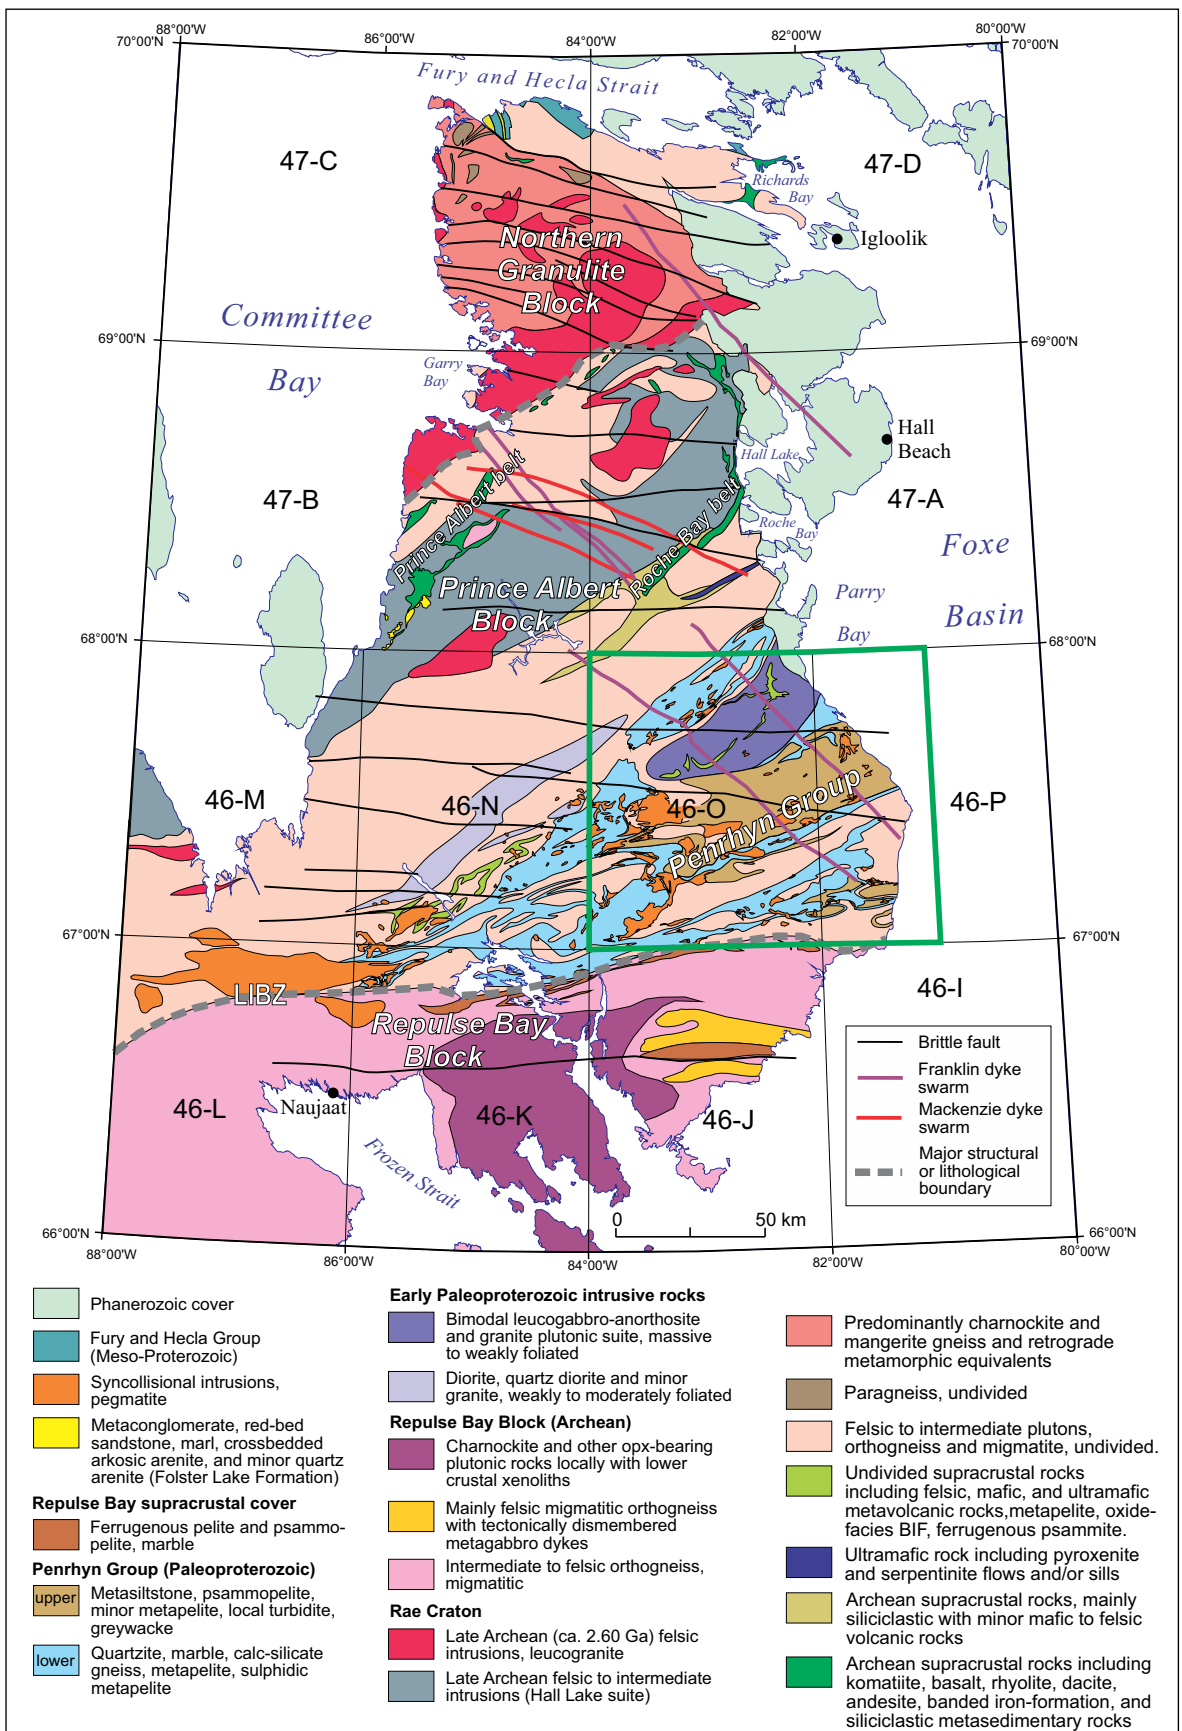 88°00'W
86°00'W
84°00'W
82°00'W
80°00'W
70°00'N
70°00'N
Fury and Hecla Strait
47-C
47-D
Richards
Bay
Igloolik
Northern
Granulite
Block
Committee
Bay
69°00'N
69°00'N
Garry
Bay
Hall
Beach
Hall Lake
47-B
47-A
Prince Albert belt
Roche Bay belt
Roche
Bay
Foxe
Basin
Prince Albert
Block
Parry
Bay
68°00'N
68°00'N
46-M
46-N
46-O
46-P
Penrhyn Group
67°00'N
67°00'N
LIBZ
46-I
Repulse Bay
Block
Naujaat
46-L
46-K
46-J
Frozen Strait
Brittle fault
Franklin dyke
swarm
Mackenzie dyke
swarm
Major structural
or lithological
boundary
0
50 km
66°00'N
66°00'N
88°00'W
86°00'W
84°00'W
82°00'W
80°00'W
Phanerozoic cover
Fury and Hecla Group
(Meso-Proterozoic)
Syncollisional intrusions,
pegmatite
Metaconglomerate, red-bed
sandstone, marl, crossbedded
arkosic arenite, and minor quartz
arenite (Folster Lake Formation)
Repulse Bay supracrustal cover
Ferrugenous pelite and psammo-
pelite, marble
Penrhyn Group (Paleoproterozoic)
upper
Metasiltstone, psammopelite,
minor metapelite, local turbidite,
greywacke
lower
Quartzite, marble, calc-silicate
gneiss, metapelite, sulphidic
metapelite
Early Paleoproterozoic intrusive rocks
Bimodal leucogabbro-anorthosite
and granite plutonic suite, massive
to weakly foliated
Diorite, quartz diorite and minor
granite, weakly to moderately foliated
Repulse Bay Block (Archean)
Charnockite and other opx-bearing
plutonic rocks locally with lower
crustal xenoliths
Mainly felsic migmatitic orthogneiss
with tectonically dismembered
metagabbro dykes
Intermediate to felsic orthogneiss,
migmatitic
Rae Craton
Late Archean (ca. 2.60 Ga) felsic
intrusions, leucogranite
Late Archean felsic to intermediate
intrusions (Hall Lake suite)
Predominantly charnockite and
mangerite gneiss and retrograde
metamorphic equivalents
Paragneiss, undivided
Felsic to intermediate plutons,
orthogneiss and migmatite, undivided.
Undivided supracrustal rocks
including felsic, mafic, and ultramafic
metavolcanic rocks,metapelite, oxide-
facies BIF, ferrugenous psammite.
Ultramafic rock including pyroxenite
and serpentinite flows and/or sills
Archean supracrustal rocks, mainly
siliciclastic with minor mafic to felsic
volcanic rocks
Archean supracrustal rocks including
komatiite, basalt, rhyolite, dacite,
andesite, banded iron-formation, and
siliciclastic metasedimentary rocks